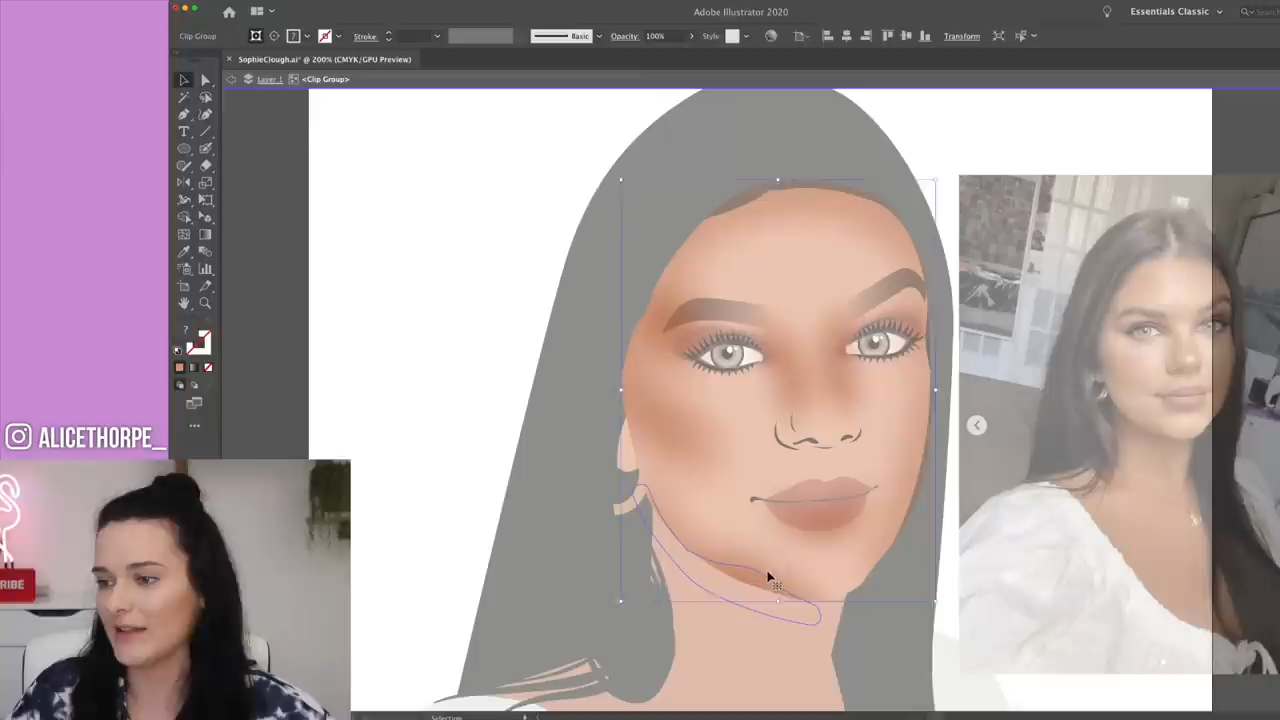 Adobe Illustrator 2020
Essentials Classic
Clip Group
Stroke:
Basic
Opacity: 100%
Style
Transform
SophieClough.ai* @ 200% (CMYK/GPU Preview)
Layer 1
<Clip Group>
ALICETHORPE_
RIBE
Selection